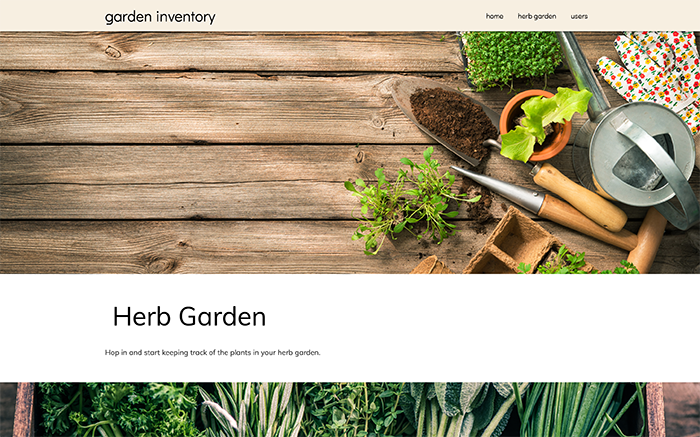 garden inventory
home herb garden users
Herb Garden
Hop in and start keeping track of the plants in your herb garden.